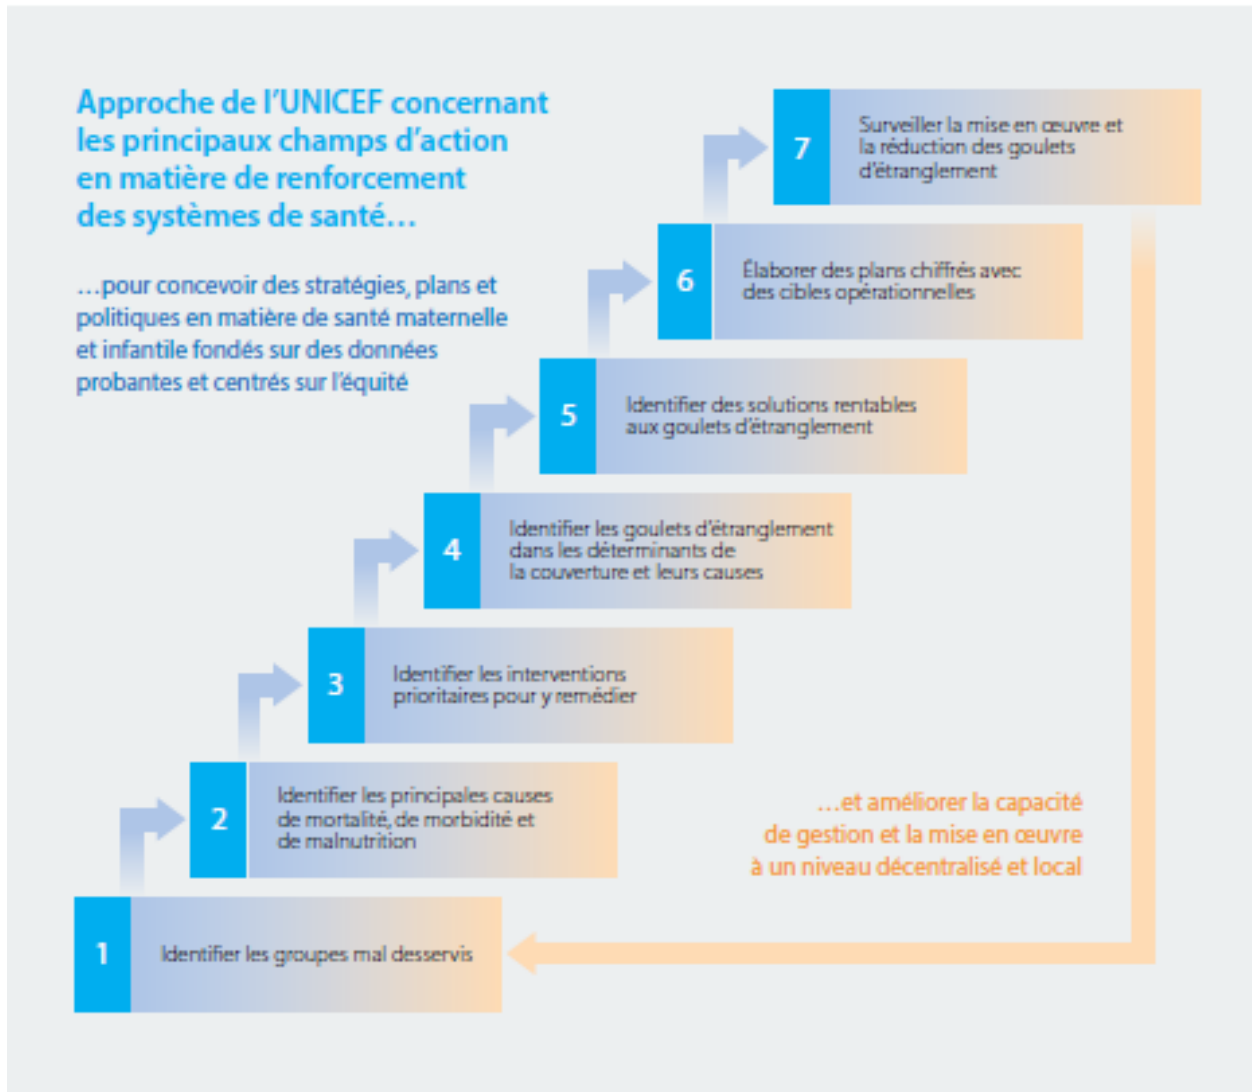 Approche de l’UNICEF concernant
les principaux champs d’action
en matière de renforcement
des systèmes de santé…
…pour concevoir des stratégies, plans et
politiques en matière de santé maternelle
et infantile fondés sur des données
probantes et centrés sur l’équité
7
Surveiller la mise en œuvre et
la réduction des goulets
d’étranglement
6
Élaborer des plans chiffrés avec
des cibles opérationnelles
5
Identifier des solutions rentables
aux goulets d’étranglement
4
Identifier les goulets d’étranglement
dans les déterminants de
la couverture et leurs causes
3
Identifier les interventions
prioritaires pour y remédier
2
Identifier les principales causes
de mortalité, de morbidité et
de malnutrition
1
Identifier les groupes mal desservis
…et améliorer la capacité
de gestion et la mise en œuvre
à un niveau décentralisé et local